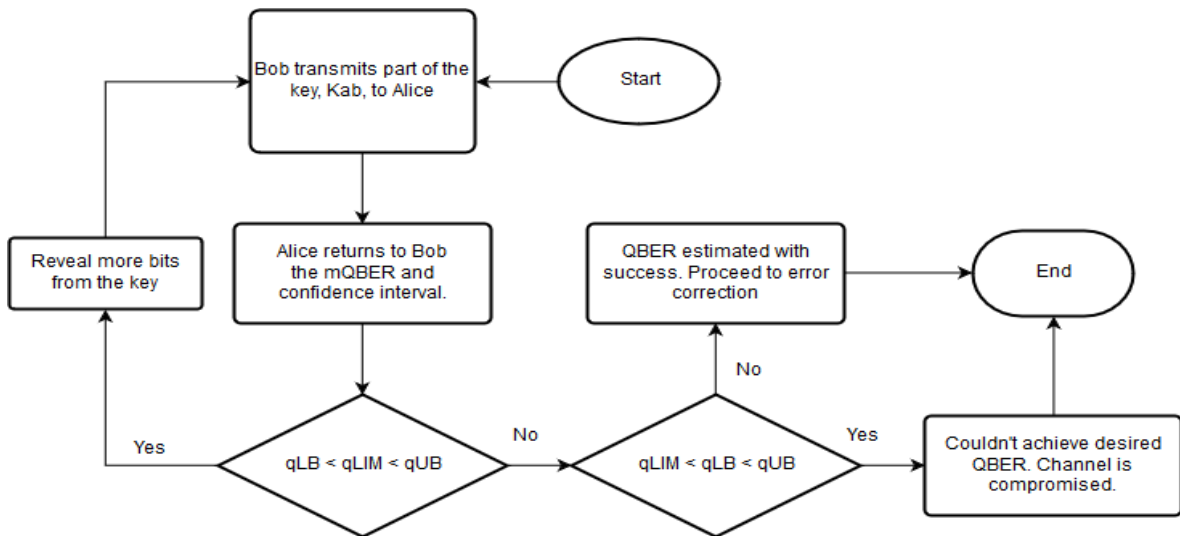 Bob transmits part of the
key, Kab, to Alice
Start
Reveal more bits
from the key
Alice returns to Bob
the mQBER and
confidence interval.
QBER estimated with
success. Proceed to error
correction
End
No
Yes
qLB < qLIM < qUB
No
qLIM < qLB < qUB
Yes
Couldn't achieve desired
QBER. Channel is
compromised.